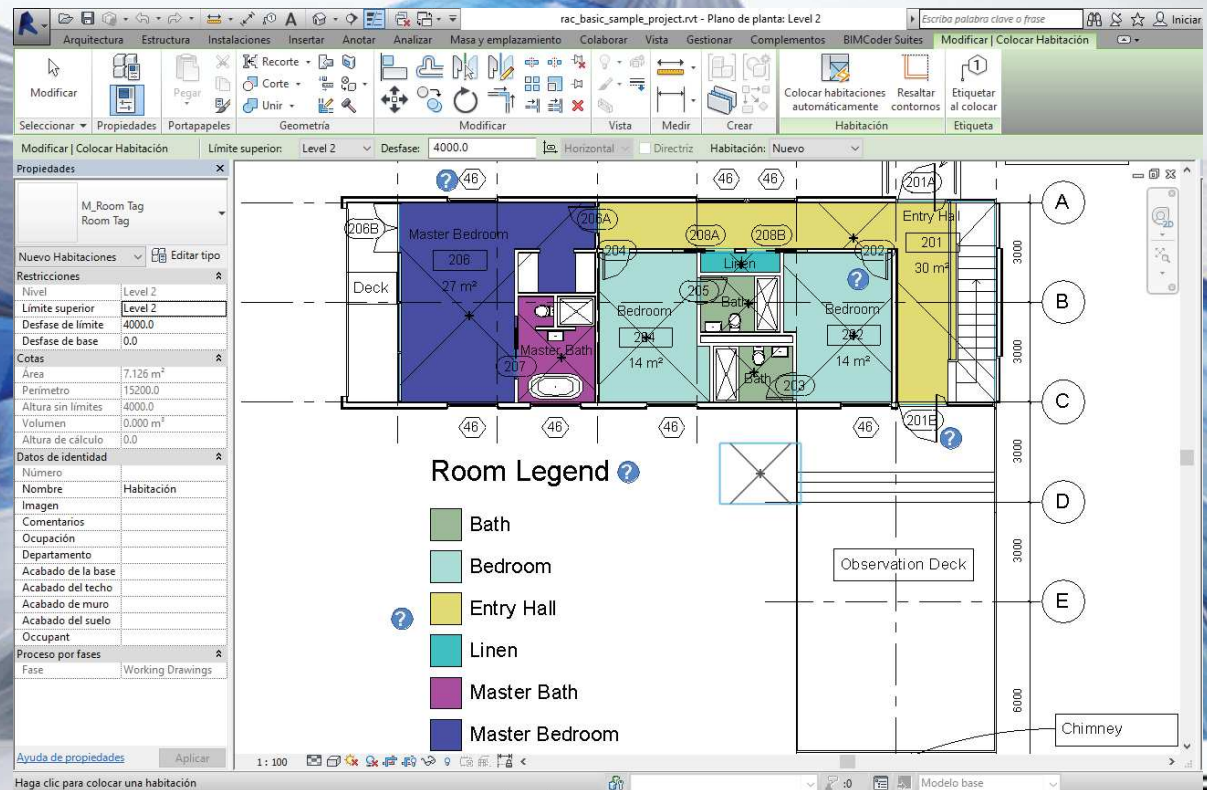 rac_basic_sample_project.rvt - Plano de planta: Level 2
Escriba palabra clave o frase
Iniciar
Arquitectura Estructura Instalaciones Insertar Anotar Analizar Masa y emplazamiento Colaborar Vista Gestionar Complementos BIMCoder Suites Modificar | Colocar Habitación
Modificar
Pegar
Recorte
Corte
Unir
Colocar habitaciones automáticamente
Resaltar contornos
Etiquetar al colocar
Seleccionar Propiedades Portapapeles Geometría Modificar Vista Medir Crear Habitación Etiqueta
Modificar | Colocar Habitación Límite superior: Level 2 Desfase: 4000.0 Horizontal Directriz Habitación: Nuevo
Propiedades
M_Room Tag
Room Tag
Nuevo Habitaciones Editar tipo
Restricciones
Nivel Level 2
Límite superior Level 2
Desfase de límite 4000.0
Desfase de base 0.0
Cotas
Área 7.126 m²
Perímetro 15200.0
Altura sin límites 4000.0
Volumen 0.000 m³
Altura de cálculo 0.0
Datos de identidad
Número
Nombre Habitación
Imagen
Comentarios
Ocupación
Departamento
Acabado de la base
Acabado del techo
Acabado de muro
Acabado del suelo
Occupant
Proceso por fases
Fase Working Drawings
Ayuda de propiedades Aplicar
46 46 46
201A
A
206B
Master Bedroom
206
27 m²
206A
204
208A 208B
202
Entry Hall
201
30 m²
3000
Linen
Deck
205
Bath
B
Bedroom
204
14 m²
Bedroom
202
14 m²
3000
Master Bath
207
Bath
203
C
46 46 46 46
201B
3000
Room Legend
D
Bath
Bedroom
Entry Hall
Linen
Master Bath
Master Bedroom
Observation Deck
3000
E
6000
Chimney
1 : 100
Haga clic para colocar una habitación
:0
Modelo base